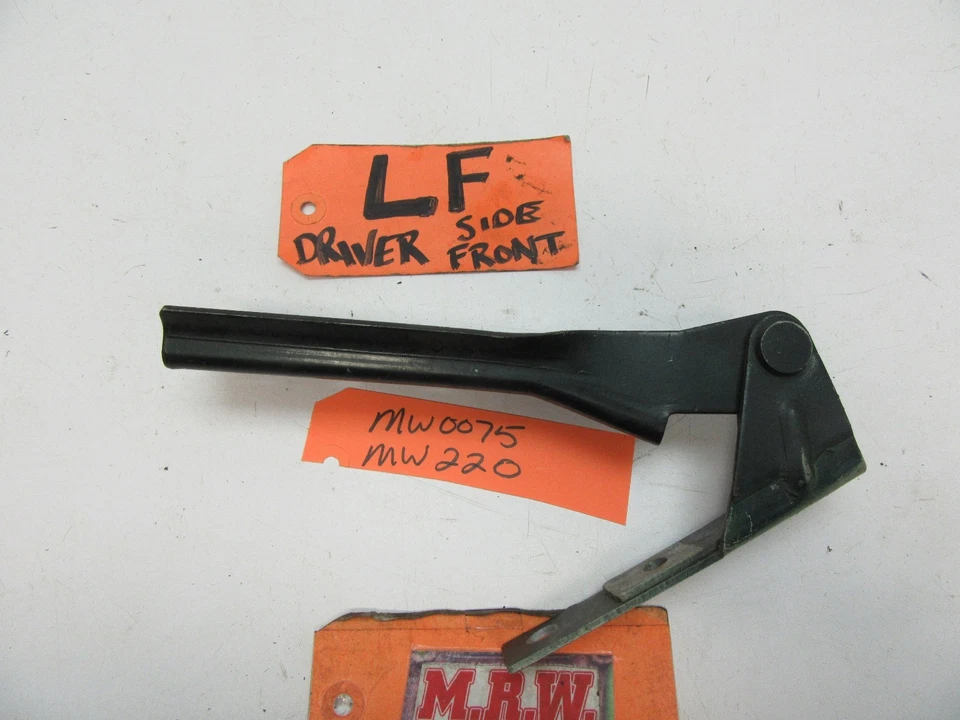 LF
DRIVER SIDE FRONT
MW0075
MW220
M.R.W.